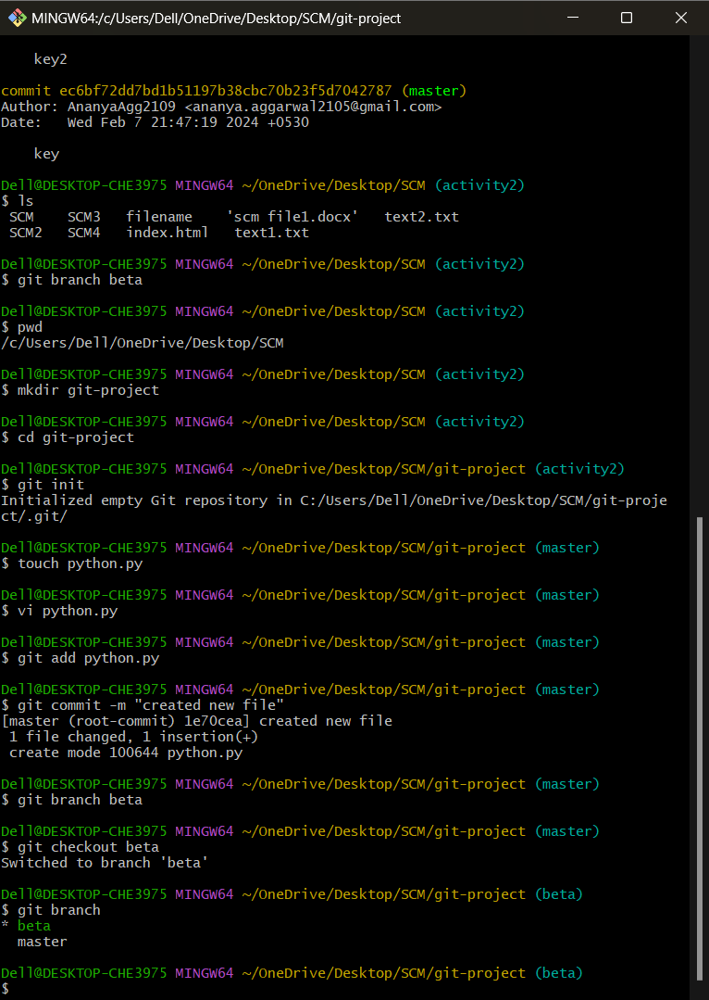 MINGW64:/c/Users/Dell/OneDrive/Desktop/SCM/git-project
    key2
commit ec6bf72dd7bd1b51197b38cbc70b23f5d7042787 (master)
Author: AnanyaAgg2109 <ananya.aggarwal2105@gmail.com>
Date:   Wed Feb 7 21:47:19 2024 +0530
    key
Dell@DESKTOP-CHE3975 MINGW64 ~/OneDrive/Desktop/SCM (activity2)
$ ls
 SCM    SCM3   filename    'scm file1.docx'   text2.txt
 SCM2   SCM4   index.html   text1.txt
Dell@DESKTOP-CHE3975 MINGW64 ~/OneDrive/Desktop/SCM (activity2)
$ git branch beta
Dell@DESKTOP-CHE3975 MINGW64 ~/OneDrive/Desktop/SCM (activity2)
$ pwd
/c/Users/Dell/OneDrive/Desktop/SCM
Dell@DESKTOP-CHE3975 MINGW64 ~/OneDrive/Desktop/SCM (activity2)
$ mkdir git-project
Dell@DESKTOP-CHE3975 MINGW64 ~/OneDrive/Desktop/SCM (activity2)
$ cd git-project
Dell@DESKTOP-CHE3975 MINGW64 ~/OneDrive/Desktop/SCM/git-project (activity2)
$ git init
Initialized empty Git repository in C:/Users/Dell/OneDrive/Desktop/SCM/git-proje
ct/.git/
Dell@DESKTOP-CHE3975 MINGW64 ~/OneDrive/Desktop/SCM/git-project (master)
$ touch python.py
Dell@DESKTOP-CHE3975 MINGW64 ~/OneDrive/Desktop/SCM/git-project (master)
$ vi python.py
Dell@DESKTOP-CHE3975 MINGW64 ~/OneDrive/Desktop/SCM/git-project (master)
$ git add python.py
Dell@DESKTOP-CHE3975 MINGW64 ~/OneDrive/Desktop/SCM/git-project (master)
$ git commit -m "created new file"
[master (root-commit) 1e70cea] created new file
 1 file changed, 1 insertion(+)
 create mode 100644 python.py
Dell@DESKTOP-CHE3975 MINGW64 ~/OneDrive/Desktop/SCM/git-project (master)
$ git branch beta
Dell@DESKTOP-CHE3975 MINGW64 ~/OneDrive/Desktop/SCM/git-project (master)
$ git checkout beta
Switched to branch 'beta'
Dell@DESKTOP-CHE3975 MINGW64 ~/OneDrive/Desktop/SCM/git-project (beta)
$ git branch
* beta
  master
Dell@DESKTOP-CHE3975 MINGW64 ~/OneDrive/Desktop/SCM/git-project (beta)
$